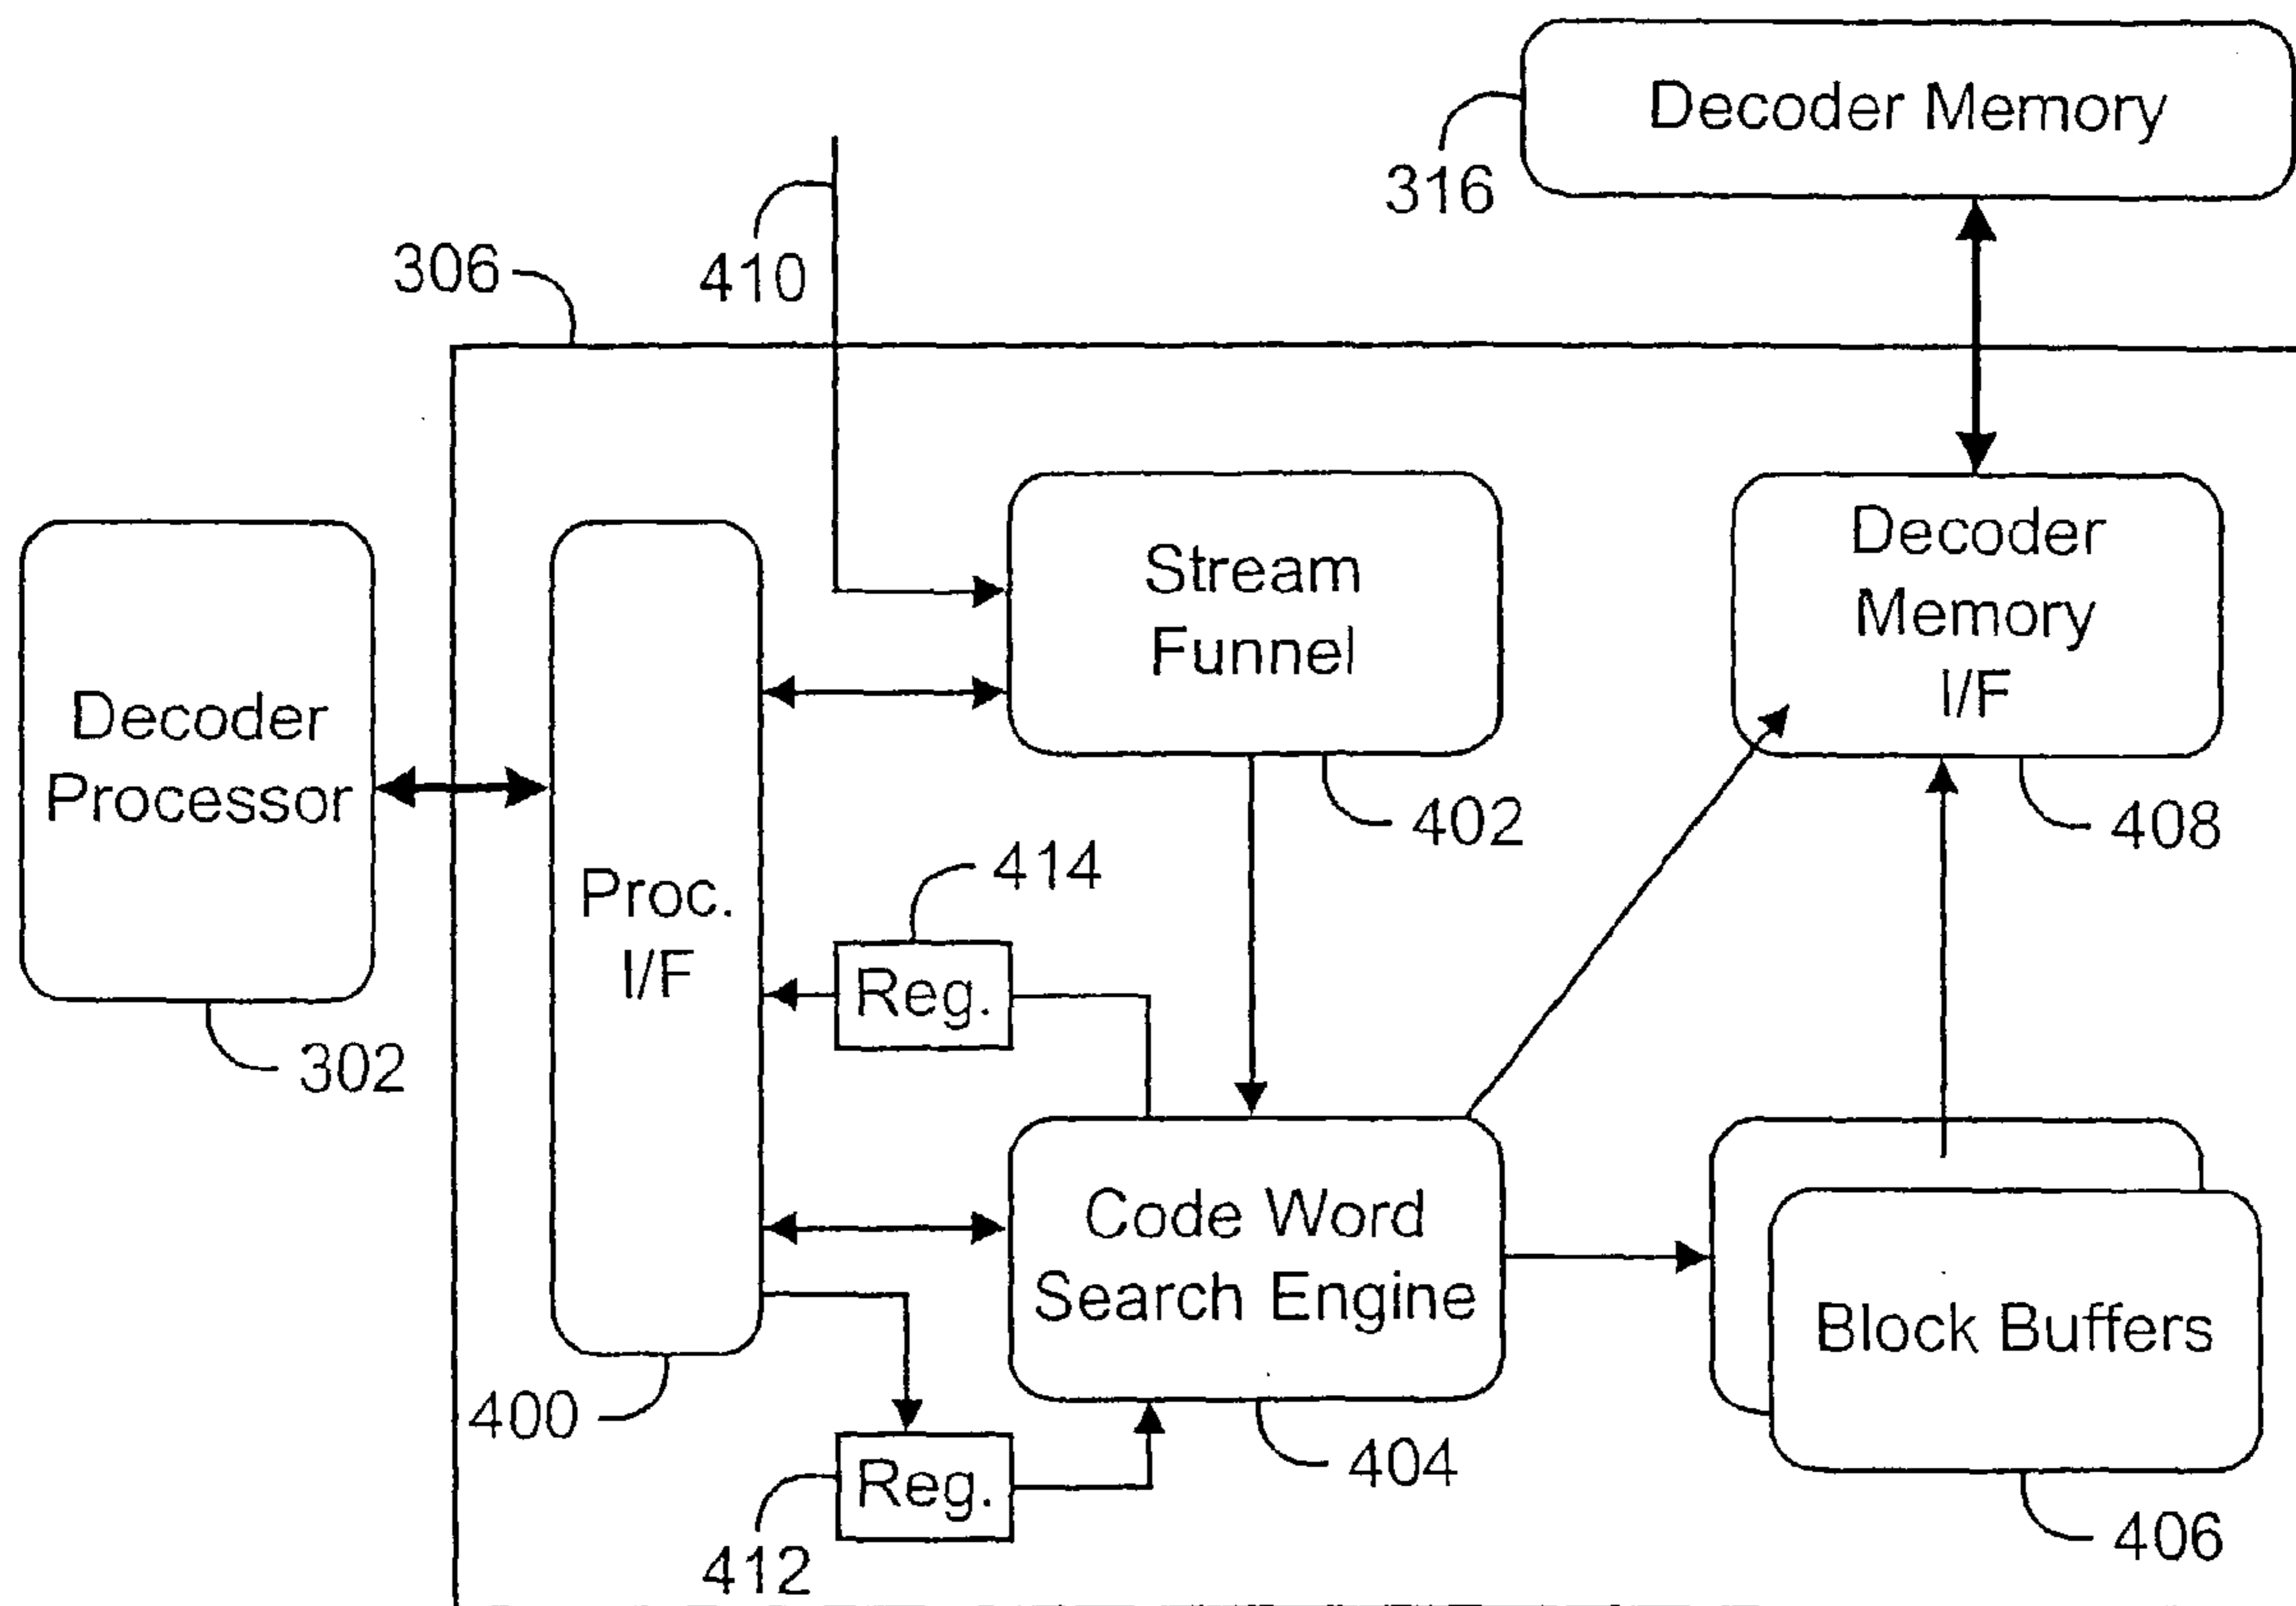 Decoder Memory
316
306
410
Stream
Funnel
402
Decoder
Memory
I/F
408
Decoder
Processor
302
Proc.
I/F
400
414
Reg.
Code Word
Search Engine
404
Block Buffers
406
Reg.
412